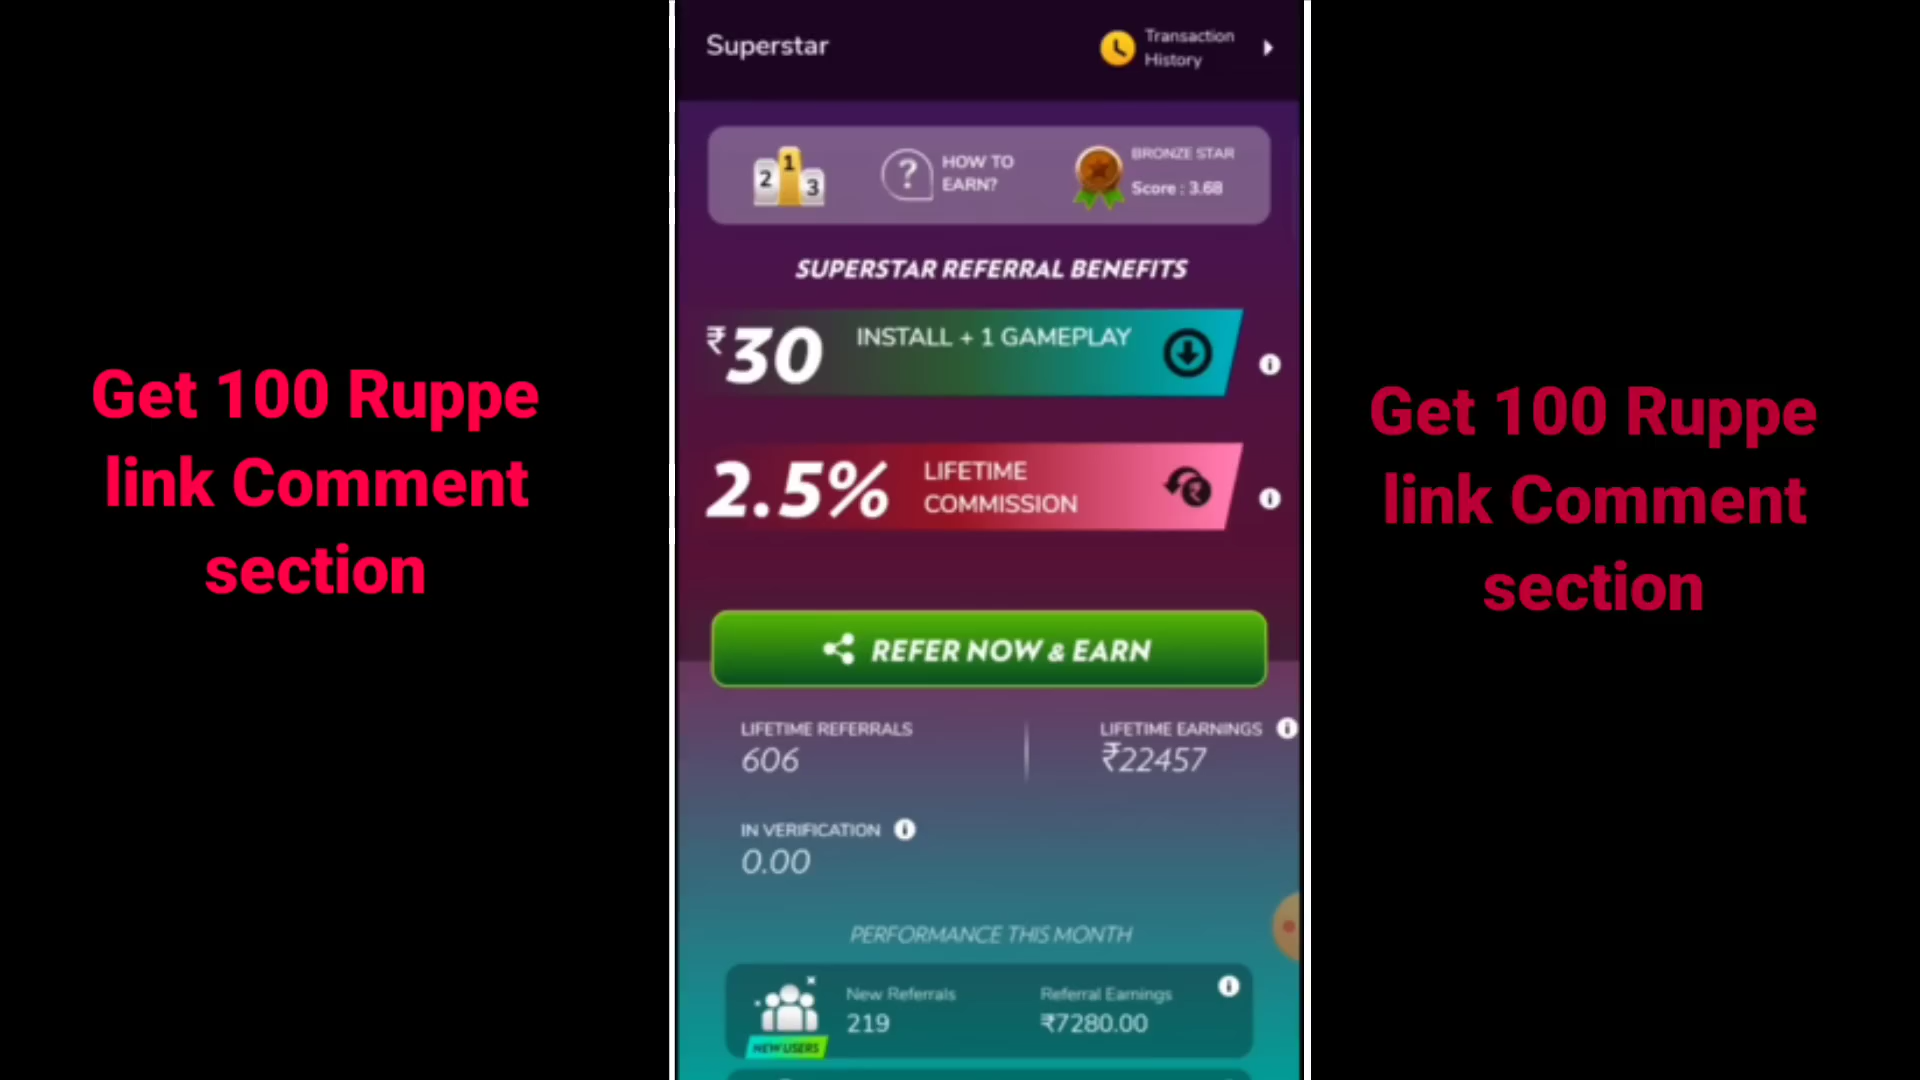 Get 100 Ruppe
link Comment
section
Superstar
Transaction
History
2 1 3
HOW TO
EARN?
BRONZE STAR
Score : 3.68
SUPERSTAR REFERRAL BENEFITS
₹30 INSTALL + 1 GAMEPLAY
2.5% LIFETIME
COMMISSION
REFER NOW & EARN
LIFETIME REFERRALS
606
LIFETIME EARNINGS
₹22457
IN VERIFICATION
0.00
PERFORMANCE THIS MONTH
New Referrals
219
Referral Earnings
₹7280.00
NEW USERS
Get 100 Ruppe
link Comment
section